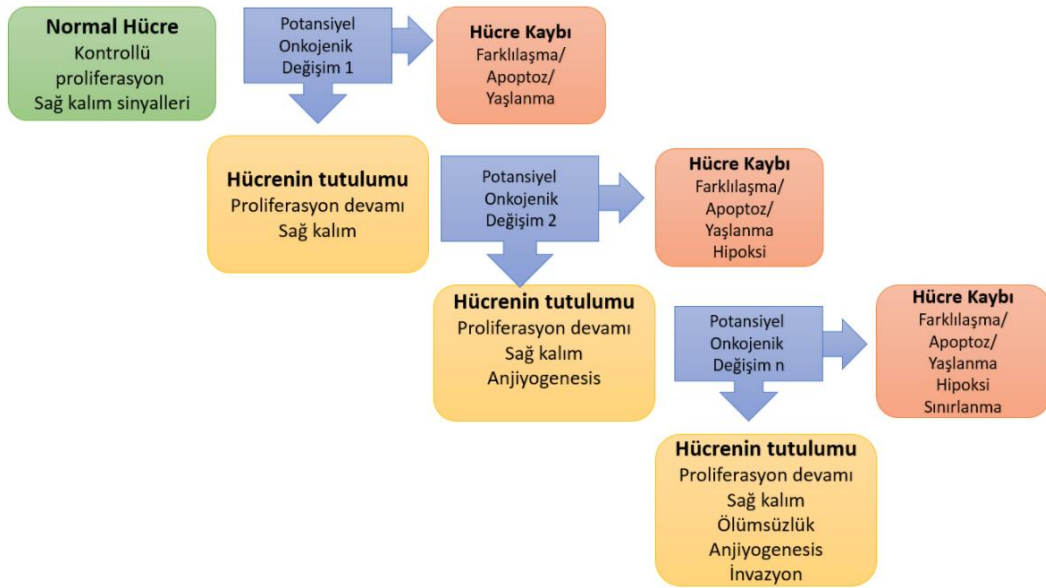 Normal Hücre
Kontrollü
proliferasyon
Sağ kalım sinyalleri
Potansiyel
Onkojenik
Değişim 1
Hücre Kaybı
Farklılaşma/
Apoptoz/
Yaşlanma
Hücrenin tutulumu
Proliferasyon devamı
Sağ kalım
Potansiyel
Onkojenik
Değişim 2
Hücre Kaybı
Farklılaşma/
Apoptoz/
Yaşlanma
Hipoksi
Hücrenin tutulumu
Proliferasyon devamı
Sağ kalım
Anjiyogenesis
Potansiyel
Onkojenik
Değişim n
Hücre Kaybı
Farklılaşma/
Apoptoz/
Yaşlanma
Hipoksi
Sınırlanma
Hücrenin tutulumu
Proliferasyon devamı
Sağ kalım
Ölümsüzlük
Anjiyogenesis
İnvazyon